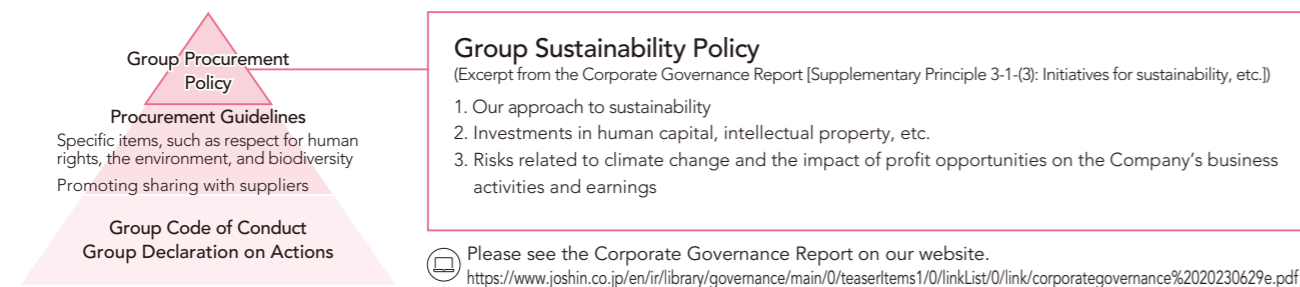 Group Procurement
Policy
Procurement Guidelines
Specific items, such as respect for human
rights, the environment, and biodiversity
Promoting sharing with suppliers
Group Code of Conduct
Group Declaration on Actions
Group Sustainability Policy
(Excerpt from the Corporate Governance Report [Supplementary Principle 3-1-(3): Initiatives for sustainability, etc.])
1. Our approach to sustainability
2. Investments in human capital, intellectual property, etc.
3. Risks related to climate change and the impact of profit opportunities on the Company’s business
activities and earnings
Please see the Corporate Governance Report on our website.
https://www.joshin.co.jp/en/ir/library/governance/main/0/teaserItems1/0/linkList/0/link/corporategovernance%2020230629e.pdf